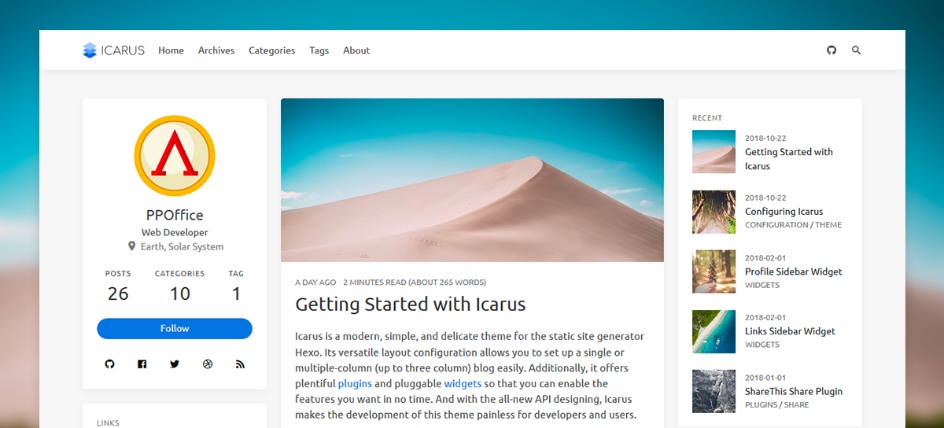 ICARUS Home Archives Categories Tags About
PPOffice
Web Developer
Earth, Solar System
POSTS CATEGORIES TAG
26 10 1
Follow
LINKS
A DAY AGO 2 MINUTES READ (ABOUT 265 WORDS)
Getting Started with Icarus
Icarus is a modern, simple, and delicate theme for the static site generator
Hexo. Its versatile layout configuration allows you to set up a single or
multiple-column (up to three column) blog easily. Additionally, it offers
plentiful plugins and pluggable widgets so that you can enable the
features you want in no time. And with the all-new API designing, Icarus
makes the development of this theme painless for developers and users.
RECENT
2018-10-22
Getting Started with
Icarus
2018-10-22
Configuring Icarus
CONFIGURATION / THEME
2018-02-01
Profile Sidebar Widget
WIDGETS
2018-02-01
Links Sidebar Widget
WIDGETS
2018-01-01
ShareThis Share Plugin
PLUGINS / SHARE